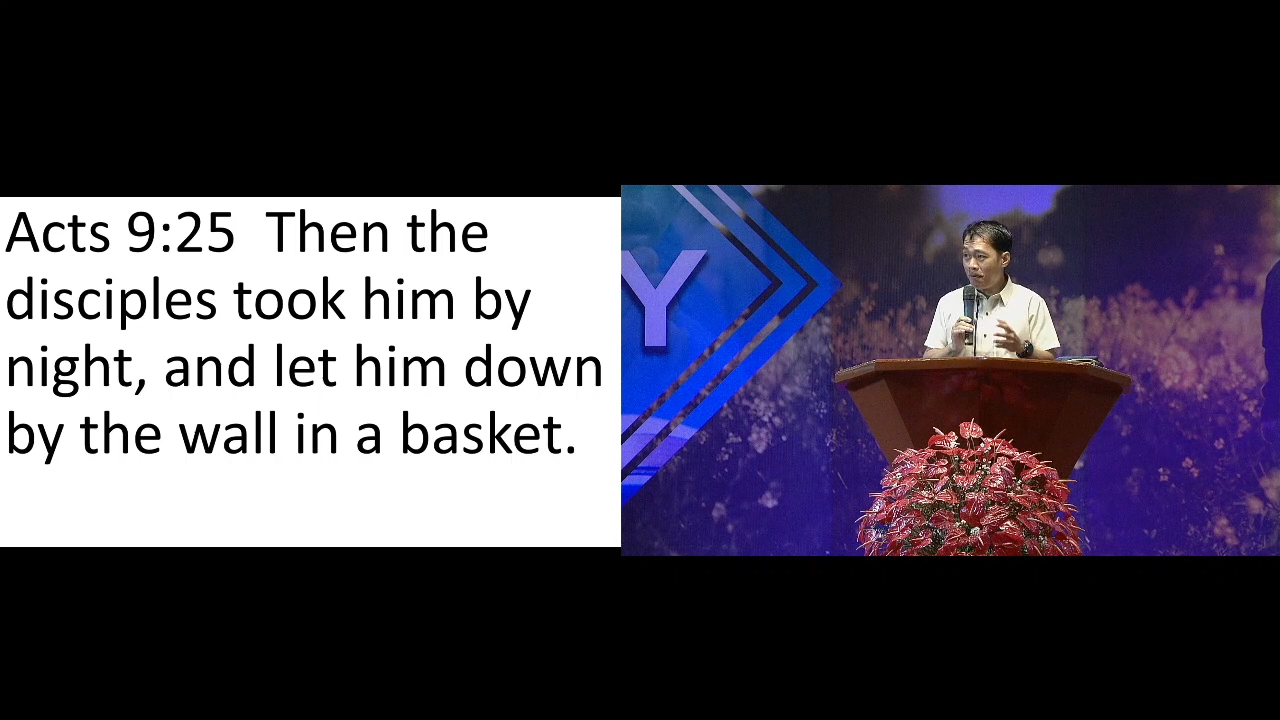 Acts 9:25  Then the
disciples took him by
night, and let him down
by the wall in a basket.
Y